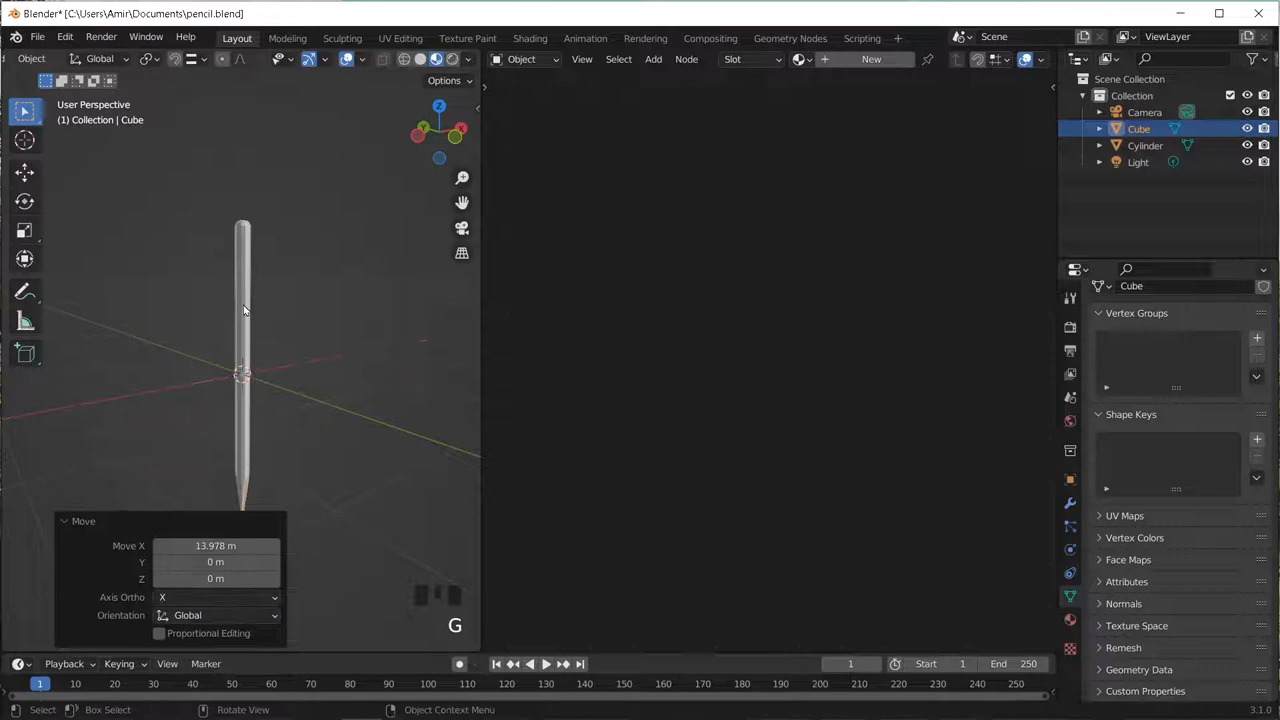 Blender* [C:\Users\Amir\Documents\pencil.blend]
File Edit Render Window Help Layout Modeling Sculpting UV Editing Texture Paint Shading Animation Rendering Compositing Geometry Nodes Scripting + Scene ViewLayer
Object Global Object View Select Add Node Slot + New
Options
Scene Collection
Collection
Camera
Cube
Cylinder
Light
User Perspective
(1) Collection | Cube
Z
Y
X
Cube
Vertex Groups
Shape Keys
UV Maps
Vertex Colors
Face Maps
Attributes
Normals
Texture Space
Remesh
Geometry Data
Custom Properties
Move
Move X 13.978 m
Y 0 m
Z 0 m
Axis Ortho X
Orientation Global
Proportional Editing
G
Playback Keying View Marker 1 Start 1 End 250
1 10 20 30 40 50 60 70 80 90 100 110 120 130 140 150 160 170 180 190 200 210 220 230 240 250
Select Box Select Rotate View Object Context Menu 3.1.0